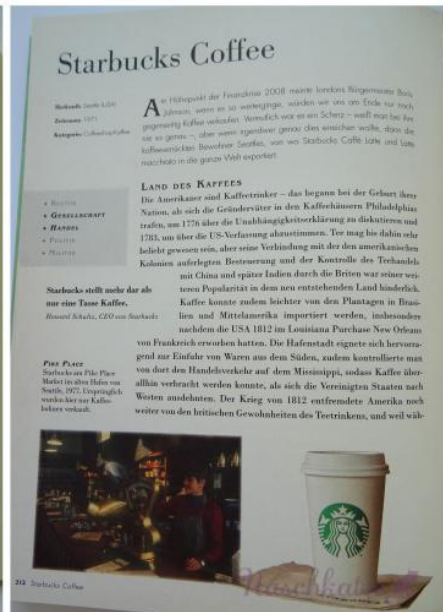 Starbucks Coffee
Herkunft: Seattle (USA)
Zeitraum: 1971
Kategorie: Coffeeshop-Kaffee
Am Höhepunkt der Finanzkrise 2008 meinte Londons Bürgermeister Boris
Johnson, wenn es so weiterginge, würden wir uns am Ende nur noch
gegenseitig Kaffee verkaufen. Vermutlich war es ein Scherz – weiß man bei ihm
nie so genau –, aber wenn irgendwer genau dies erreichen wollte, dann die
kaffeeverrückten Bewohner Seattles, von wo Starbucks Caffè Latte und Latte
macchiato in die ganze Welt exportiert.
LAND DES KAFFEES
Die Amerikaner sind Kaffeetrinker – das begann bei der Geburt ihrer
Nation, als sich die Gründerväter in den Kaffeehäusern Philadelphias
trafen, um 1776 über die Unabhängigkeitserklärung zu diskutieren und
1783, um über die US-Verfassung abzustimmen. Tee mag bis dahin sehr
beliebt gewesen sein, aber seine Verbindung mit der den amerikanischen
Kolonien auferlegten Besteuerung und der Kontrolle des Teehandels
mit China und später Indien durch die Briten war seiner wei-
teren Popularität in dem neu entstehenden Land hinderlich.
Kaffee konnte zudem leichter von den Plantagen in Brasi-
lien und Mittelamerika importiert werden, insbesondere
nachdem die USA 1812 im Louisiana Purchase New Orleans
von Frankreich erworben hatten. Die Hafenstadt eignete sich hervorra-
gend zur Einfuhr von Waren aus dem Süden, zudem kontrollierte man
von dort den Handelsverkehr auf dem Mississippi, sodass Kaffee über-
allhin verbracht werden konnte, als sich die Vereinigten Staaten nach
Westen ausdehnten. Der Krieg von 1812 entfremdete Amerika noch
weiter von den britischen Gewohnheiten des Teetrinkens, und weil wäh-
GESELLSCHAFT
HANDEL
POLITIK
Starbucks stellt mehr dar als
nur eine Tasse Kaffee.
Howard Schultz, CEO von Starbucks
PIKE PLACE
Starbucks am Pike Place
Market im alten Hafen von
Seattle, 1977. Ursprünglich
wurden hier nur Kaffee-
bohnen verkauft.
212 Starbucks Coffee
Naschkatze